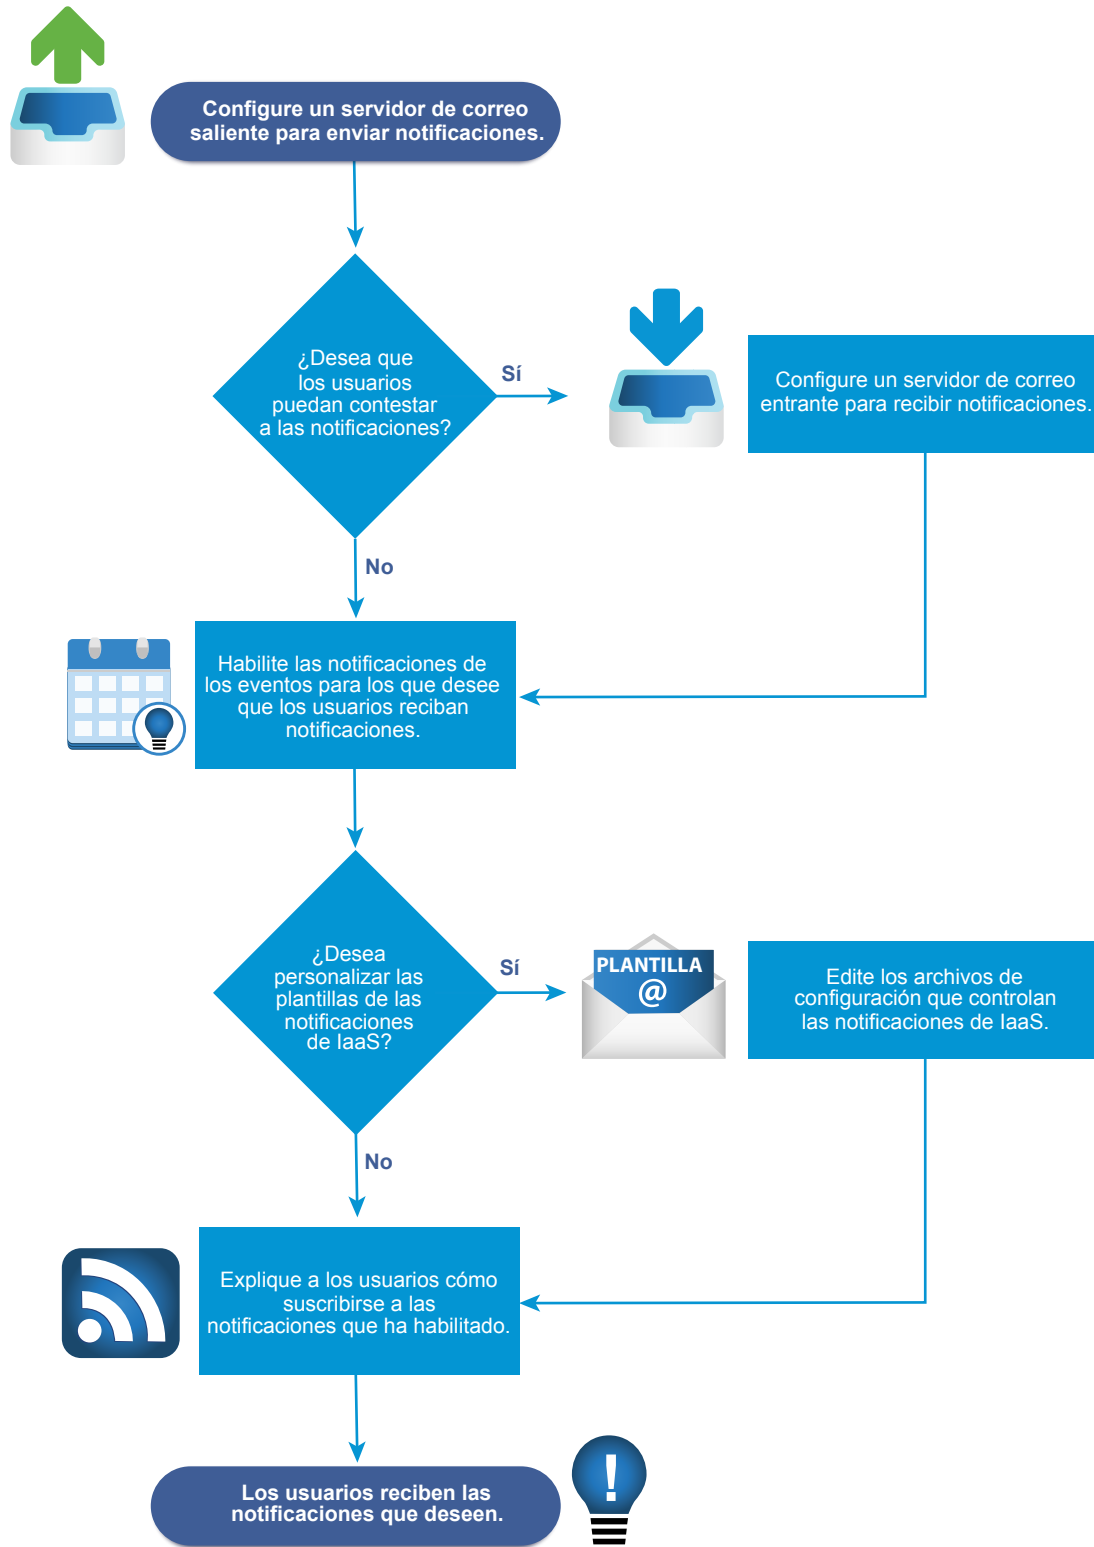 Configure un servidor de correo
saliente para enviar notificaciones.
¿Desea que
los usuarios
puedan contestar
a las notificaciones?
Sí
Configure un servidor de correo
entrante para recibir notificaciones.
No
Habilite las notificaciones de
los eventos para los que desee
que los usuarios reciban
notificaciones.
¿Desea
personalizar las
plantillas de las
notificaciones
de IaaS?
Sí
PLANTILLA
@
Edite los archivos de
configuración que controlan
las notificaciones de IaaS.
No
Explique a los usuarios cómo
suscribirse a las
notificaciones que ha habilitado.
Los usuarios reciben las
notificaciones que deseen.
!